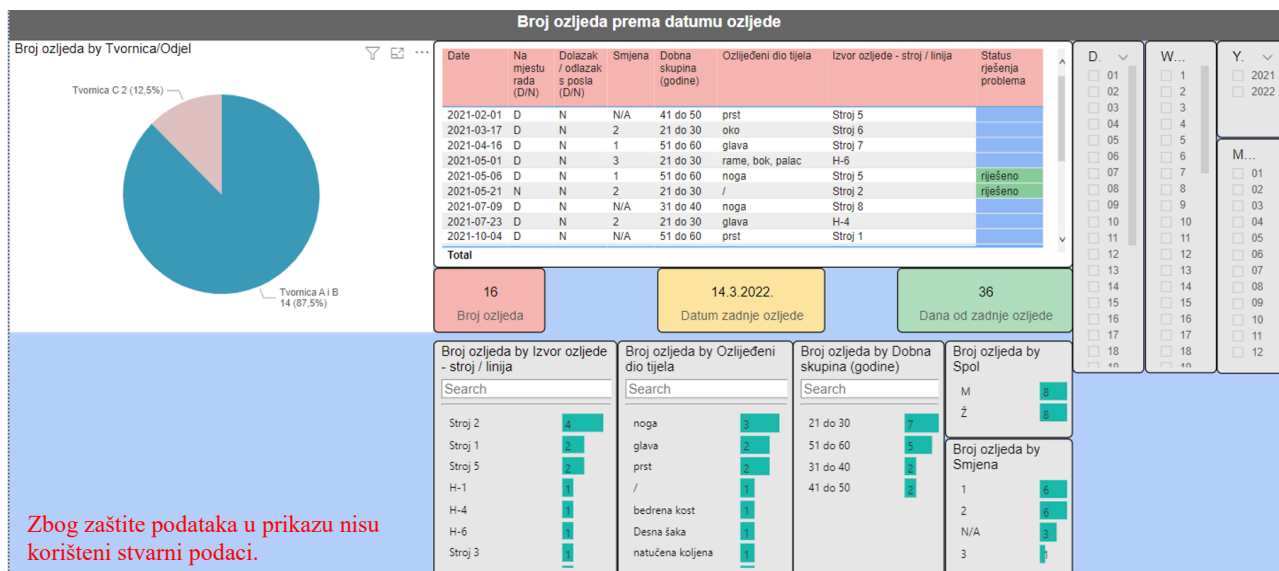 Broj ozljeda prema datumu ozljede
Broj ozljeda by Tvornica/Odjel
Tvornica C 2 (12,5%)
Tvornica A i B
14 (87,5%)
Date Na mjestu rada (D/N) Dolazak / odlazak s posla (D/N) Smjena Dobna skupina (godine) Ozlijeđeni dio tijela Izvor ozljede - stroj / linija Status rješenja problema
2021-02-01 D N N/A 41 do 50 prst Stroj 5
2021-03-17 D N 2 21 do 30 oko Stroj 6
2021-04-16 D N 1 51 do 60 glava Stroj 7
2021-05-01 D N 3 21 do 30 rame, bok, palac H-6
2021-05-06 D N 1 51 do 60 noga Stroj 5 riješeno
2021-05-21 N N 2 21 do 30 / Stroj 2 riješeno
2021-07-09 D N N/A 31 do 40 noga Stroj 8
2021-07-23 D N 2 21 do 30 glava H-4
2021-10-04 D N N/A 51 do 60 prst Stroj 1
Total
16
Broj ozljeda
14.3.2022.
Datum zadnje ozljede
36
Dana od zadnje ozljede
Broj ozljeda by Izvor ozljede
- stroj / linija
Search
Stroj 2 4
Stroj 1 2
Stroj 5 2
H-1 1
H-4 1
H-6 1
Stroj 3 1
Broj ozljeda by Ozlijeđeni
dio tijela
Search
noga 3
glava 2
prst 2
/ 1
bedrena kost 1
Desna šaka 1
natučena koljena 1
Broj ozljeda by Dobna
skupina (godine)
Search
21 do 30 7
51 do 60 5
31 do 40 2
41 do 50 2
Broj ozljeda by
Spol
M 8
Ž 8
Broj ozljeda by
Smjena
1 6
2 6
N/A 3
3 1
D.
01
02
03
04
05
06
07
08
09
10
11
12
13
14
15
16
17
18
19
W...
1
2
3
4
5
6
7
8
9
10
11
12
13
14
15
16
17
18
19
Y.
2021
2022
M...
01
02
03
04
05
06
07
08
09
10
11
12
Zbog zaštite podataka u prikazu nisu
korišteni stvarni podaci.